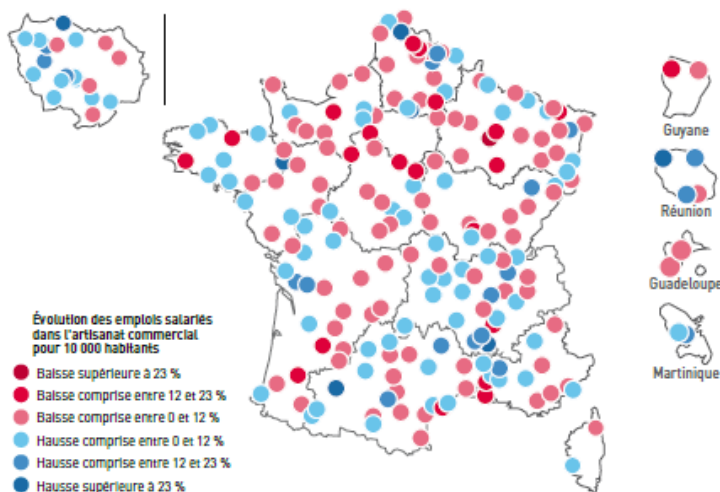 Guyane
Réunion
Guadeloupe
Martinique
Évolution des emplois salariés
dans l'artisanat commercial
pour 10 000 habitants
Baisse supérieure à 23 %
Baisse comprise entre 12 et 23 %
Baisse comprise entre 0 et 12 %
Hausse comprise entre 0 et 12 %
Hausse comprise entre 12 et 23 %
Hausse supérieure à 23 %